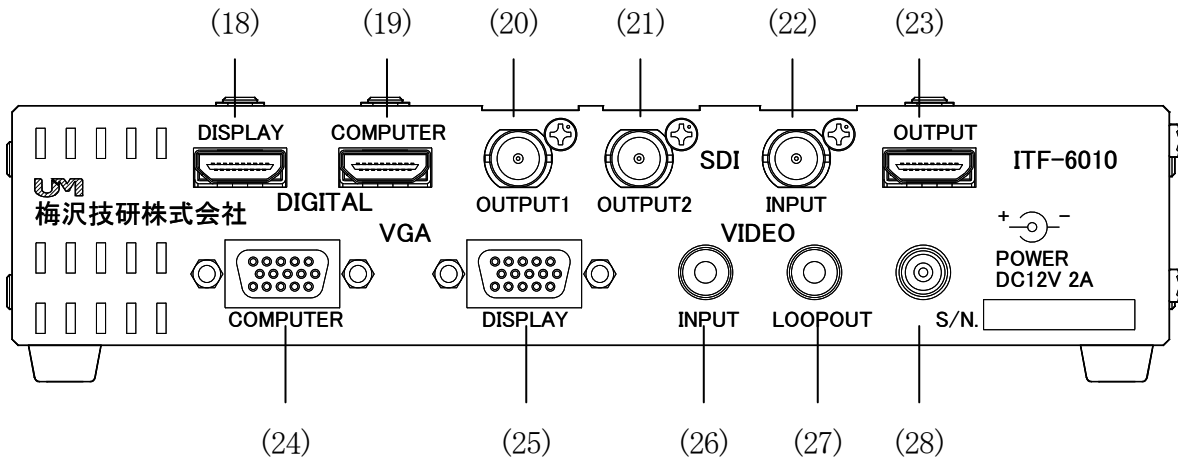 (18) (19) (20) (21) (22) (23)
DISPLAY COMPUTER OUTPUT
SDI ITF-6010
UMI
OUTPUT1 OUTPUT2 INPUT
DIGITAL
梅沢技研株式会社
VGA VIDEO
+ -
POWER
DC12V 2A
COMPUTER DISPLAY INPUT LOOPOUT S/N.
(24) (25) (26) (27) (28)